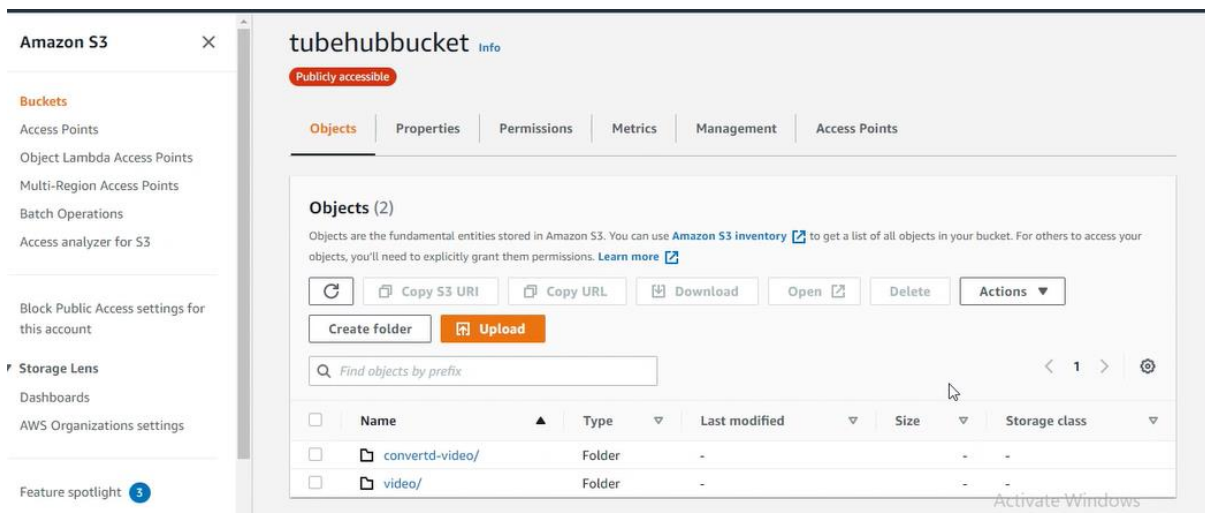 Amazon S3
Buckets
Access Points
Object Lambda Access Points
Multi-Region Access Points
Batch Operations
Access analyzer for S3
Block Public Access settings for
this account
Storage Lens
Dashboards
AWS Organizations settings
Feature spotlight 3
tubehubbucket Info
Publicly accessible
Objects Properties Permissions Metrics Management Access Points
Objects (2)
Objects are the fundamental entities stored in Amazon S3. You can use Amazon S3 inventory to get a list of all objects in your bucket. For others to access your
objects, you'll need to explicitly grant them permissions. Learn more
Copy S3 URI Copy URL Download Open Delete Actions
Create folder Upload
Find objects by prefix 1
Name Type Last modified Size Storage class
convertd-video/ Folder - - -
video/ Folder - - -
Activate Windows